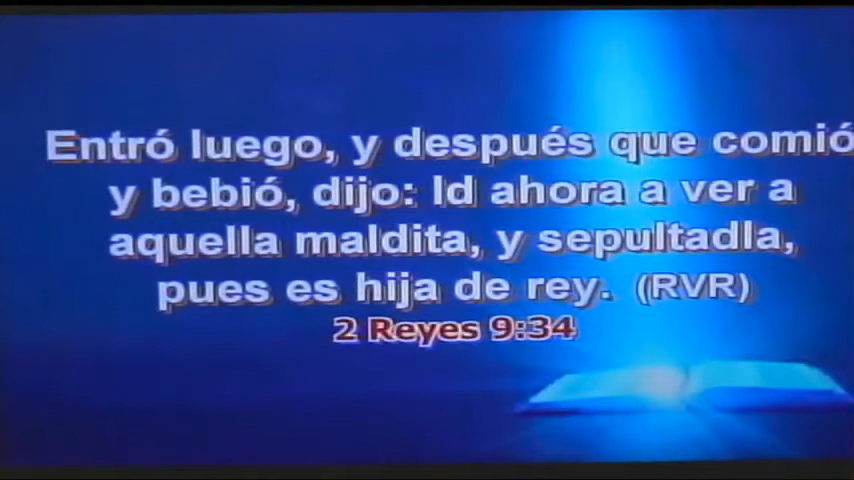 Entró luego, y después que comió
y bebió, dijo: Id ahora a ver a
aquella maldita, y sepultadla,
pues es hija de rey. (RVR)
2 Reyes 9:34